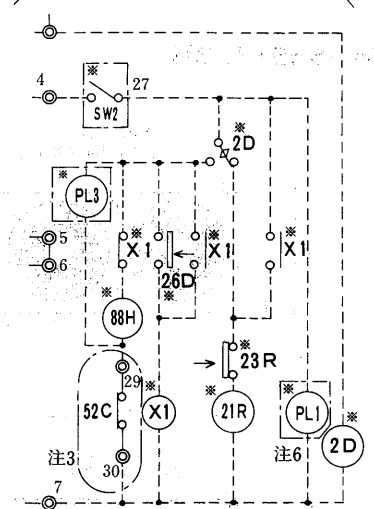 1
4
※
27
SW2
※
2D
※
PL3
5
6
※
X1
26D
※
※
X1
※
X1
※
88H
※
23R
29
52C
※
X1
※
21R
※
PL1
※
2D
注3
30
注6
7